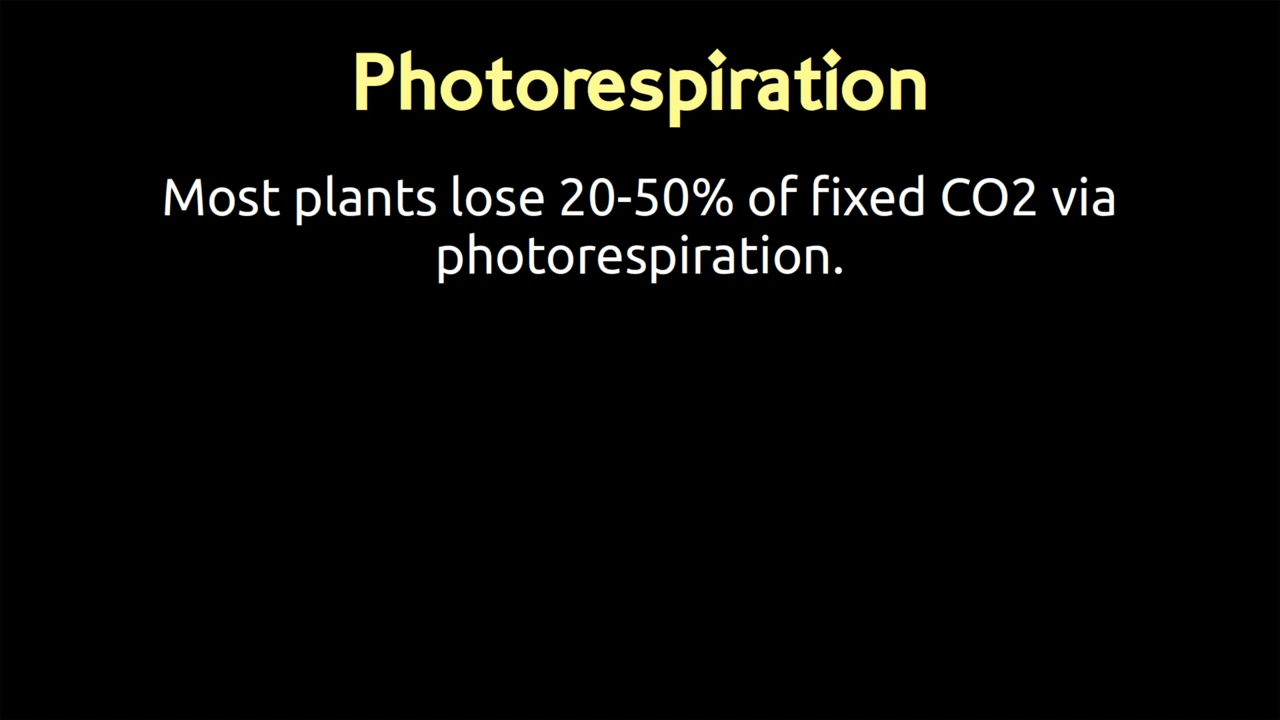 Photorespiration
Most plants lose 20-50% of fixed CO2 via
photorespiration.